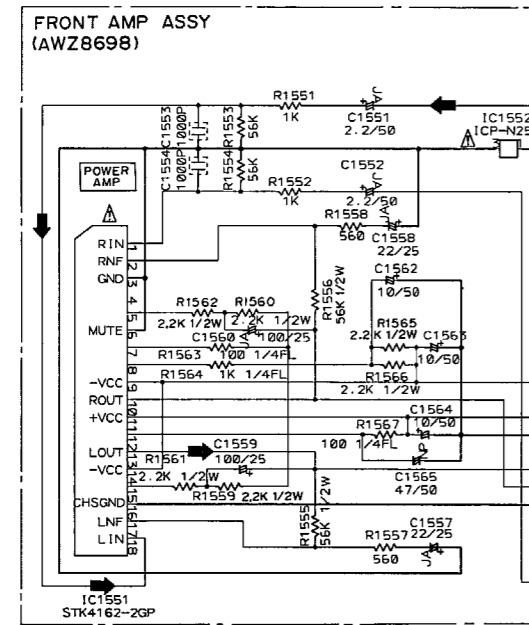 FRONT AMP ASSY
(AWZ8698)
R1551
1K
JA
C1551
2.2/50
IC1552
ICP-N25
3
C1553
1000P
R1553
56K
C1554
1000P
R1554
56K
C1552
JA
2.2/50
R1552
1K
POWER
AMP
R1558
560
JA
C1558
22/25
RIN 1
RNF 2
GND 3
4
5
MUTE 6
7
8
-VCC 9
ROUT 10
+VCC 11
12
LOUT 13
-VCC 14
15
CHSGND 16
LNF 17
LIN 18
R1556
56K 1/2W
C1562
10/50
R1562
2.2K 1/2W
R1560
2.2K 1/2W
C1560
JA
100/25
R1563 100 1/4FL
R1564 1K 1/4FL
R1565
2.2K 1/2W
C1563
10/50
R1566
2.2K 1/2W
C1564
10/50
R1567
100 1/4FL
NP
C1565
47/50
R1561
2.2K 1/2W
C1559
100/25
R1559 2.2K 1/2W
R1555
56K 1/2W
R1557
560
C1557
22/25
JA
IC1551
STK4162-2GP